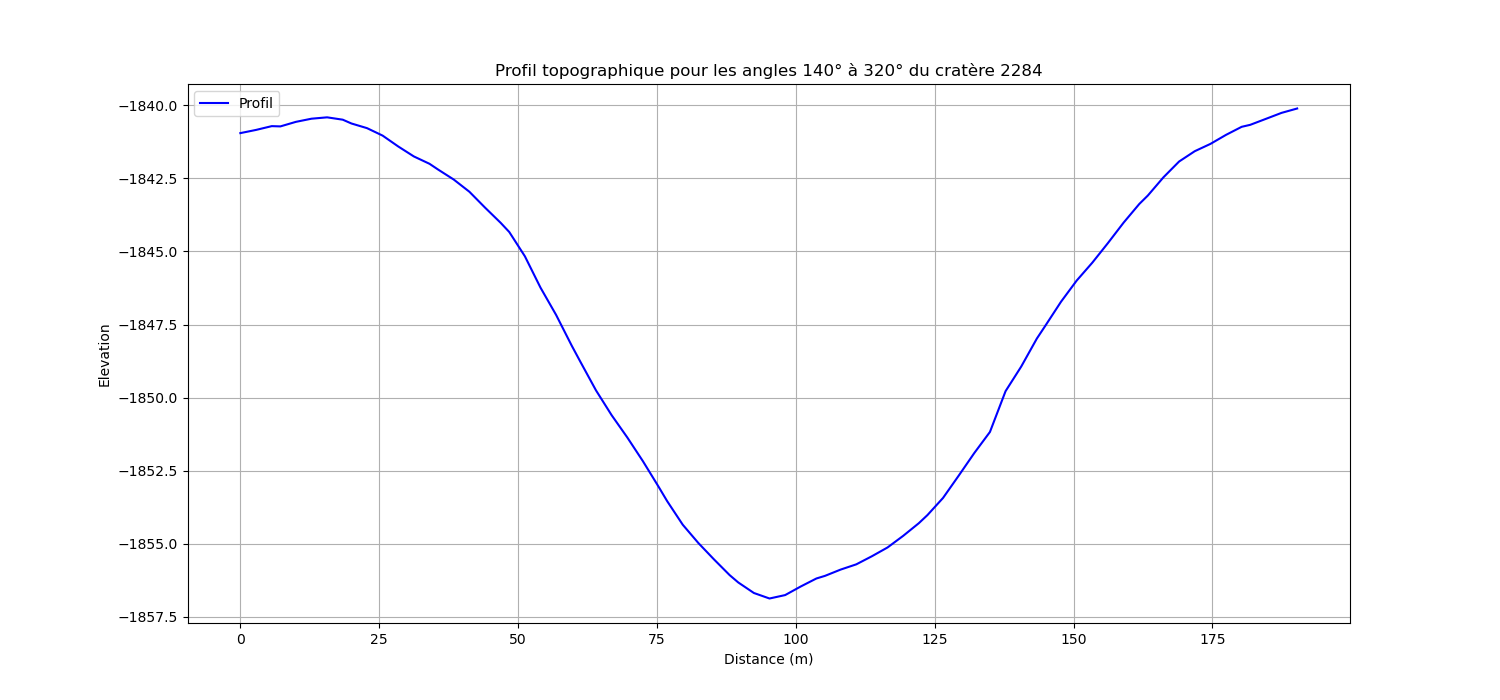 Profil topographique pour les angles 140° à 320° du cratère 2284
Profil
−1840.0
−1842.5
−1845.0
−1847.5
−1850.0
−1852.5
−1855.0
−1857.5
Elevation
0 25 50 75 100 125 150 175
Distance (m)